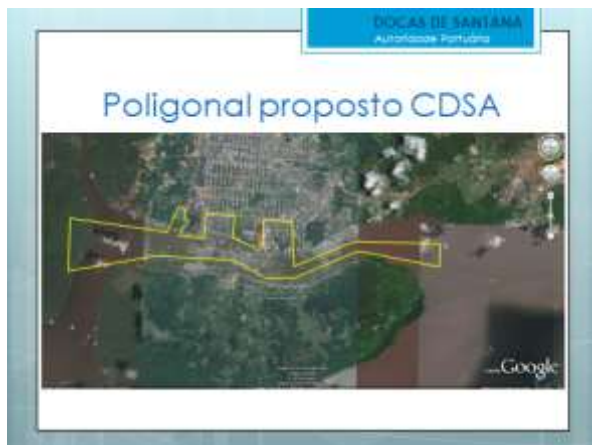 DOCAS DE SANTANA
Autoridade Portuária
Poligonal proposto CDSA
Google